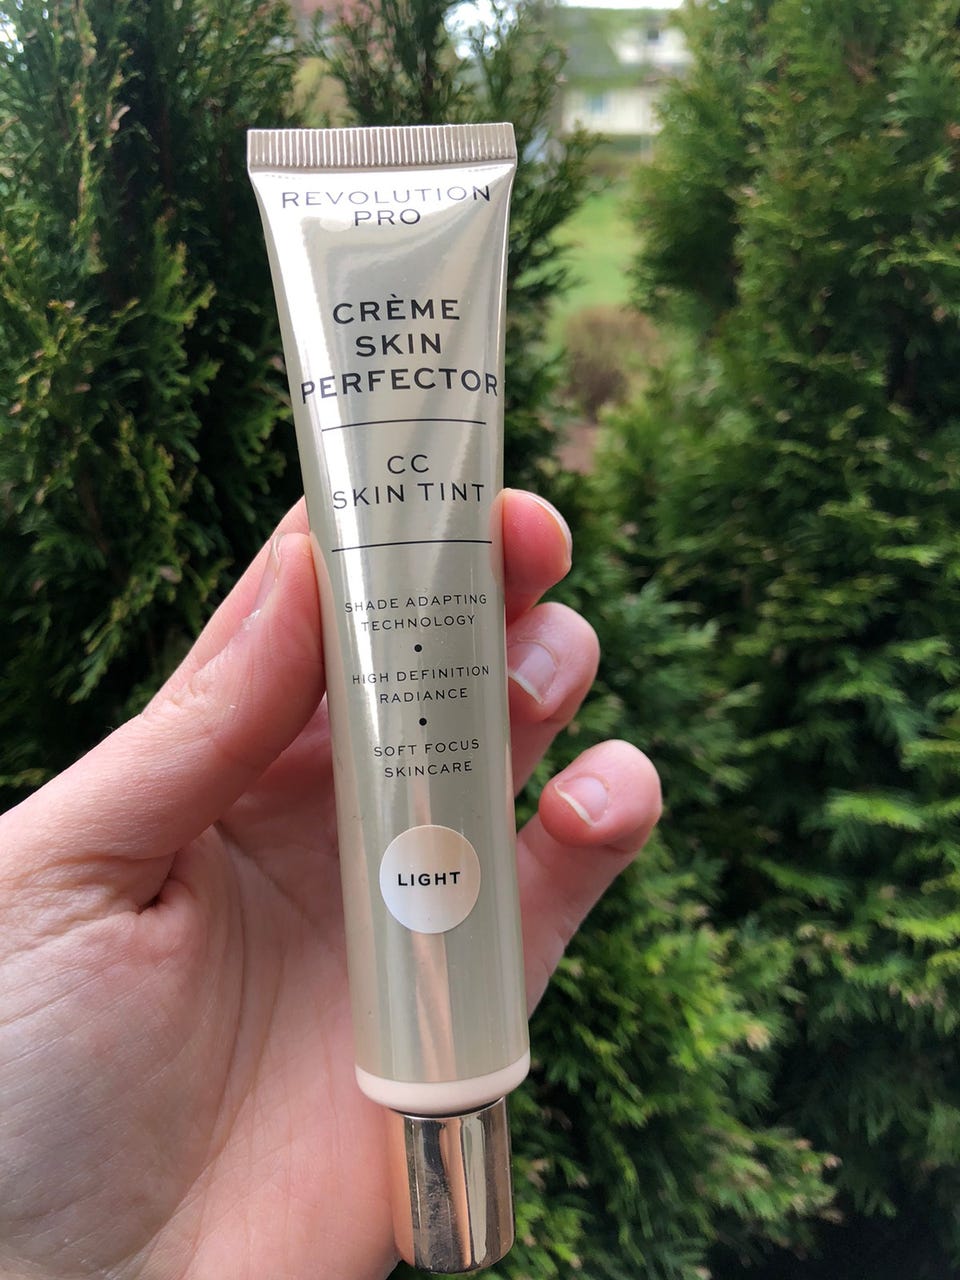 REVOLUTION
PRO
CRÈME
SKIN
PERFECTOR
CC
SKIN TINT
SHADE ADAPTING
TECHNOLOGY
•
HIGH DEFINITION
RADIANCE
•
SOFT FOCUS
SKINCARE
LIGHT